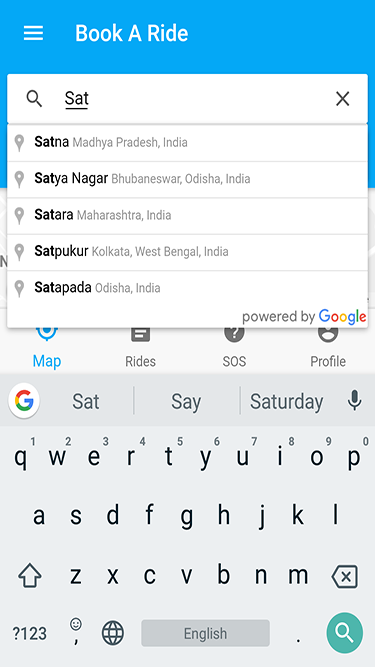 Book A Ride
Sat
Satna Madhya Pradesh, India
Satya Nagar Bhubaneswar, Odisha, India
Satara Maharashtra, India
Satpukur Kolkata, West Bengal, India
Satapada Odisha, India
powered by Google
Map Rides SOS Profile
G Sat Say Saturday
1 2 3 4 5 6 7 8 9 0
q w e r t y u i o p
a s d f g h j k l
z x c v b n m
?123 , English .